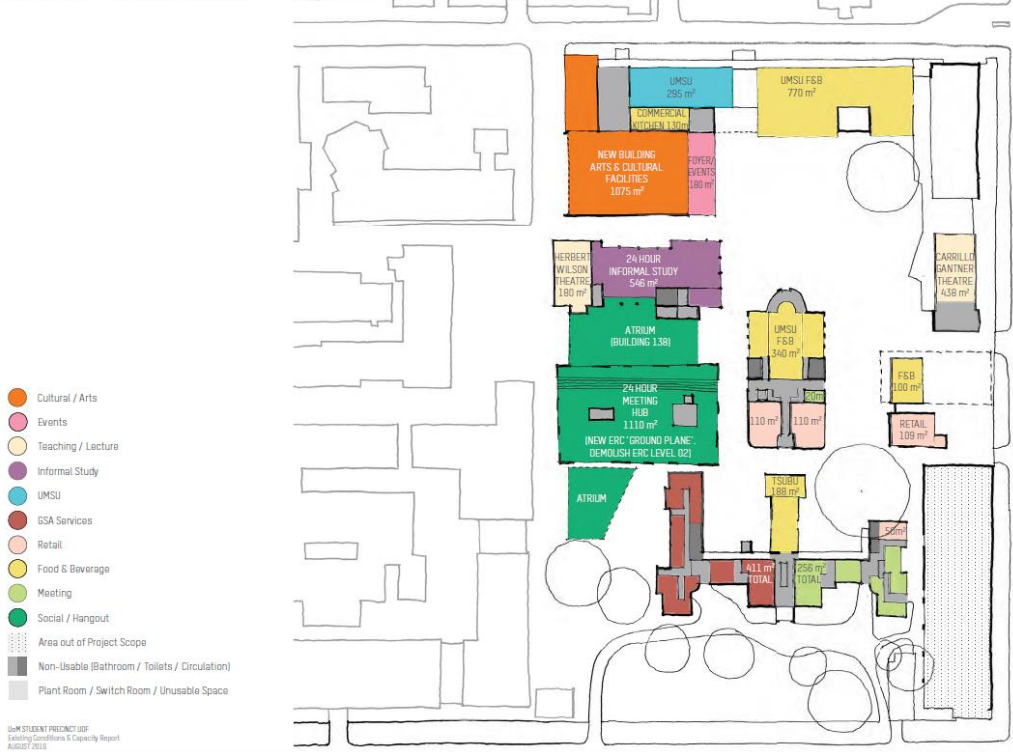 UMSU
295 m²
UMSU F&B
770 m²
COMMERCIAL
KITCHEN 130m
NEW BUILDING
ARTS & CULTURAL
FACILITIES
1075 m²
FOYER/
EVENTS
180 m²
HERBERT
WILSON
THEATRE
180 m²
24 HOUR
INFORMAL STUDY
546 m²
CARRILLO
GANTNER
THEATRE
438 m²
ATRIUM
(BUILDING 138)
UMSU
F&B
340 m²
F&B
100 m²
24 HOUR
MEETING
HUB
1110 m²
(NEW ERC 'GROUND PLANE'.
DEMOLISH ERC LEVEL 02)
20m
110 m²
110 m²
RETAIL
109 m²
ATRIUM
TSUBU
188 m²
50m²
411 m²
TOTAL
256 m²
TOTAL
Cultural / Arts
Events
Teaching / Lecture
Informal Study
UMSU
GSA Services
Retail
Food & Beverage
Meeting
Social / Hangout
Area out of Project Scope
Non-Usable (Bathroom / Toilets / Circulation)
Plant Room / Switch Room / Unusable Space
UoM STUDENT PRECINCT UDF
Existing Conditions & Capacity Report
AUGUST 2016